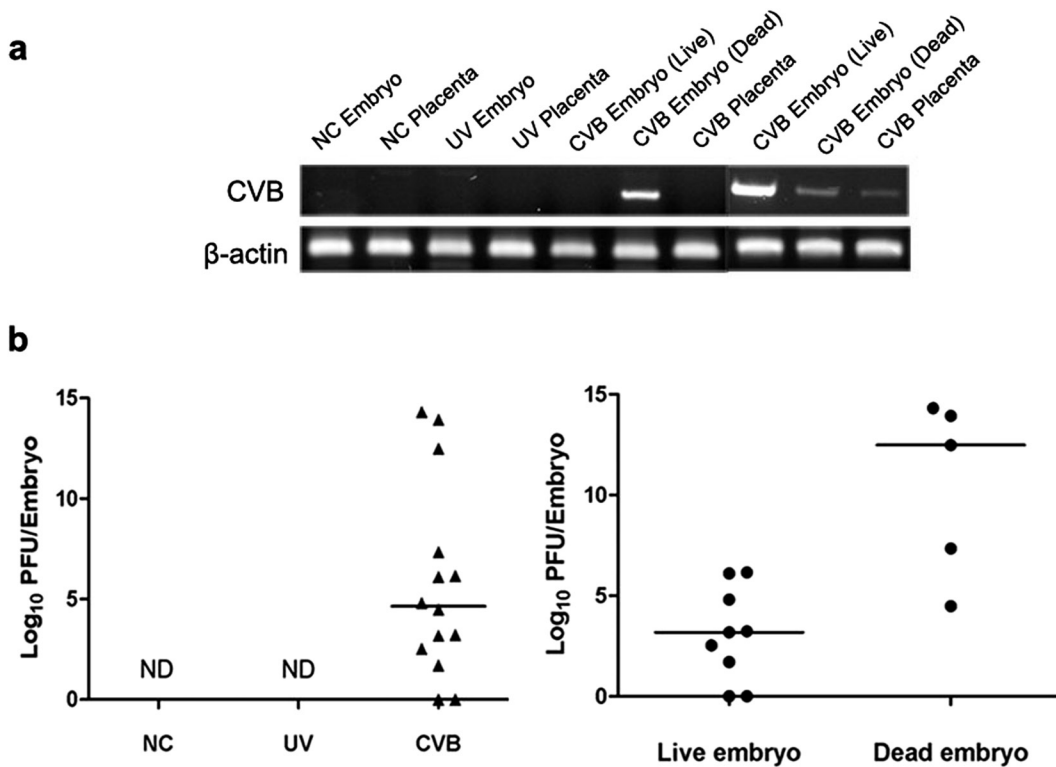 a
NC Embryo
NC Placenta
UV Embryo
UV Placenta
CVB Embryo (Live)
CVB Embryo (Dead)
CVB Placenta
CVB Embryo (Live)
CVB Embryo (Dead)
CVB Placenta
CVB
β-actin
b
Log10 PFU/Embryo
15
10
5
0
ND
ND
NC
UV
CVB
Log10 PFU/Embryo
15
10
5
0
Live embryo
Dead embryo